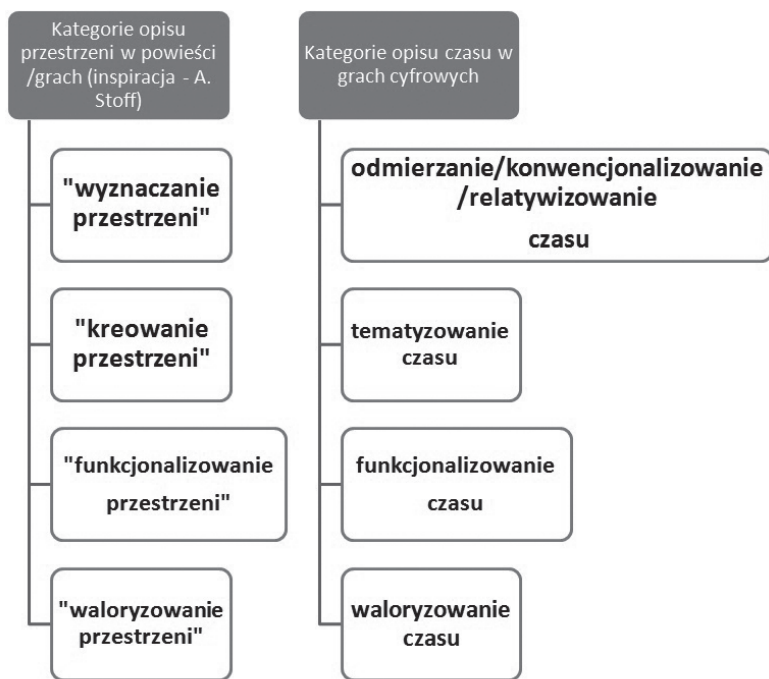 Kategorie opisu
przestrzeni w powieści
/grach (inspiracja - A.
Stoff)
"wyznaczanie
przestrzeni"
"kreowanie
przestrzeni"
"funkcjonalizowanie
przestrzeni"
"waloryzowanie
przestrzeni"
Kategorie opisu czasu w
grach cyfrowych
odmierzanie/konwencjonalizowanie
/relatywizowanie
czasu
tematyzowanie
czasu
funkcjonalizowanie
czasu
waloryzowanie
czasu